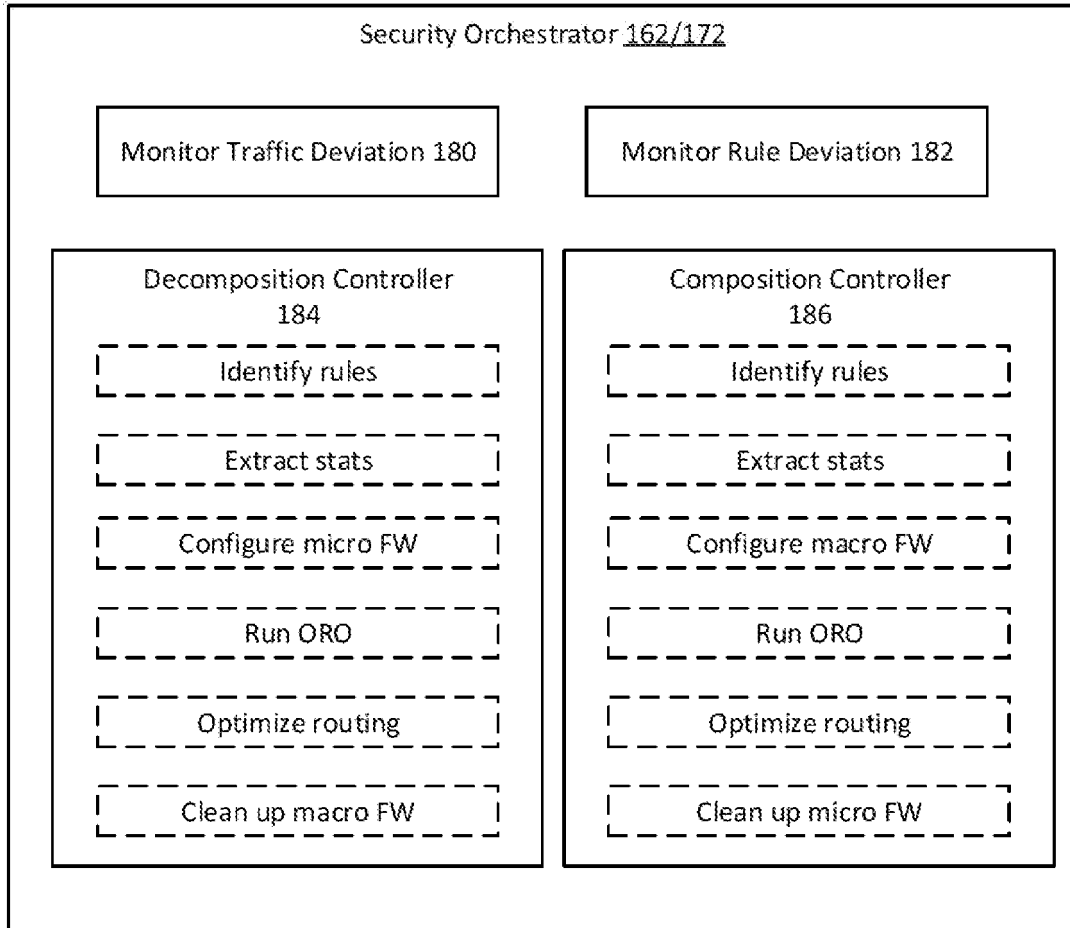 Security Orchestrator 162/172
Monitor Traffic Deviation 180
Monitor Rule Deviation 182
Decomposition Controller
184
Identify rules
Extract stats
Configure micro FW
Run ORO
Optimize routing
Clean up macro FW
Composition Controller
186
Identify rules
Extract stats
Configure macro FW
Run ORO
Optimize routing
Clean up micro FW